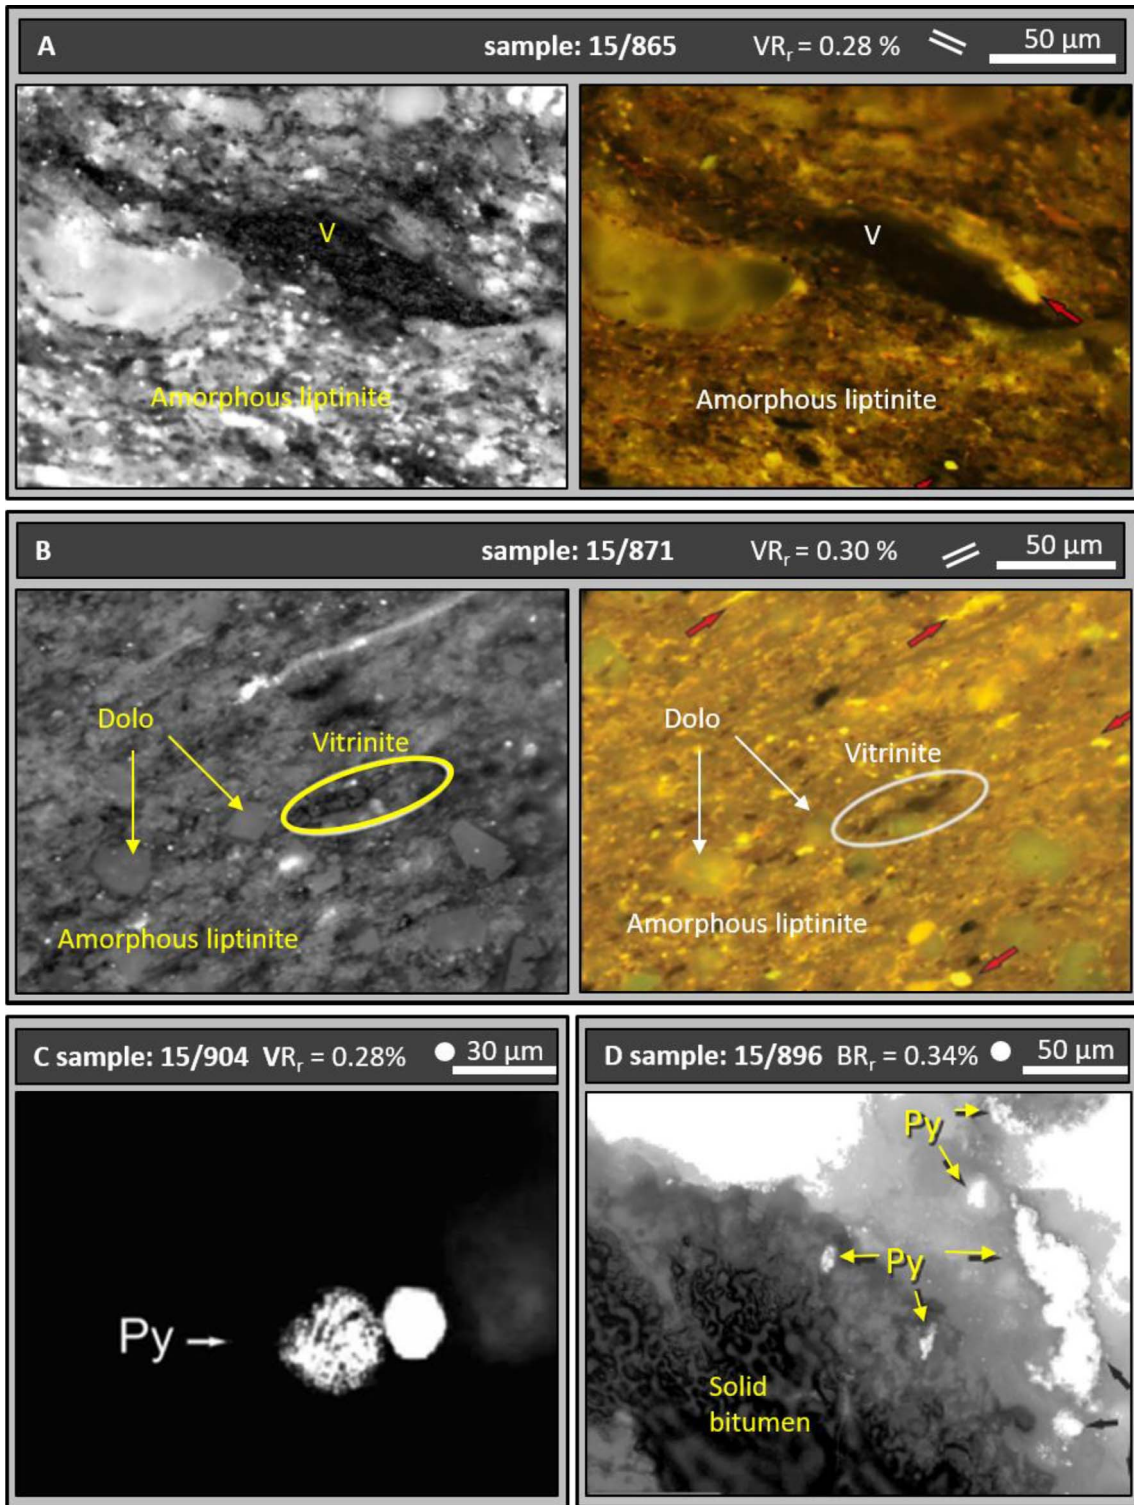 A sample: 15/865 VRr = 0.28 % 50 µm
V
Amorphous liptinite
V
Amorphous liptinite
B sample: 15/871 VRr = 0.30 % 50 µm
Dolo
Vitrinite
Amorphous liptinite
Dolo
Vitrinite
Amorphous liptinite
C sample: 15/904 VRr = 0.28% 30 µm
Py
D sample: 15/896 BRr = 0.34% 50 µm
Py
Py
Solid
bitumen